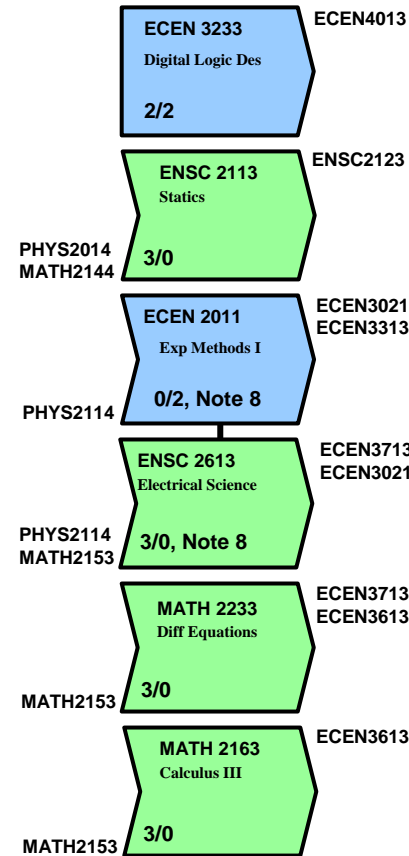 ECEN 3233
ECEN4013
Digital Logic Des
2/2
ENSC 2113
ENSC2123
Statics
PHYS2014
MATH2144
3/0
ECEN 2011
ECEN3021
ECEN3313
Exp Methods I
0/2, Note 8
PHYS2114
ENSC 2613
ECEN3713
ECEN3021
Electrical Science
PHYS2114
MATH2153
3/0, Note 8
MATH 2233
ECEN3713
ECEN3613
Diff Equations
3/0
MATH2153
MATH 2163
ECEN3613
Calculus III
3/0
MATH2153